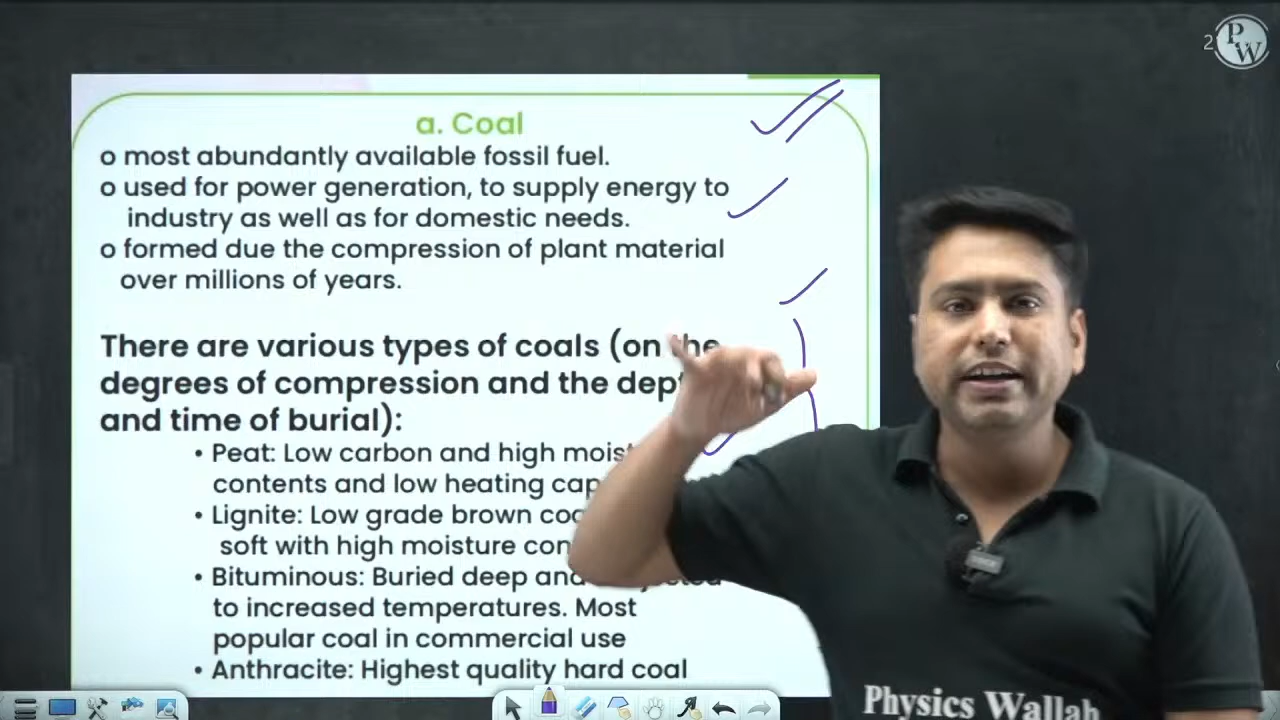 PW
2
a. Coal
o most abundantly available fossil fuel.
o used for power generation, to supply energy to
industry as well as for domestic needs.
o formed due the compression of plant material
over millions of years.
There are various types of coals (on the
degrees of compression and the
and time of burial):
• Peat: Low carbon and high
contents and low heating
• Lignite: Low grade brown
soft with high moisture
• Bituminous: Buried deep and
to increased temperatures. Most
popular coal in commercial use
• Anthracite: Highest quality hard coal
Physics Wallah